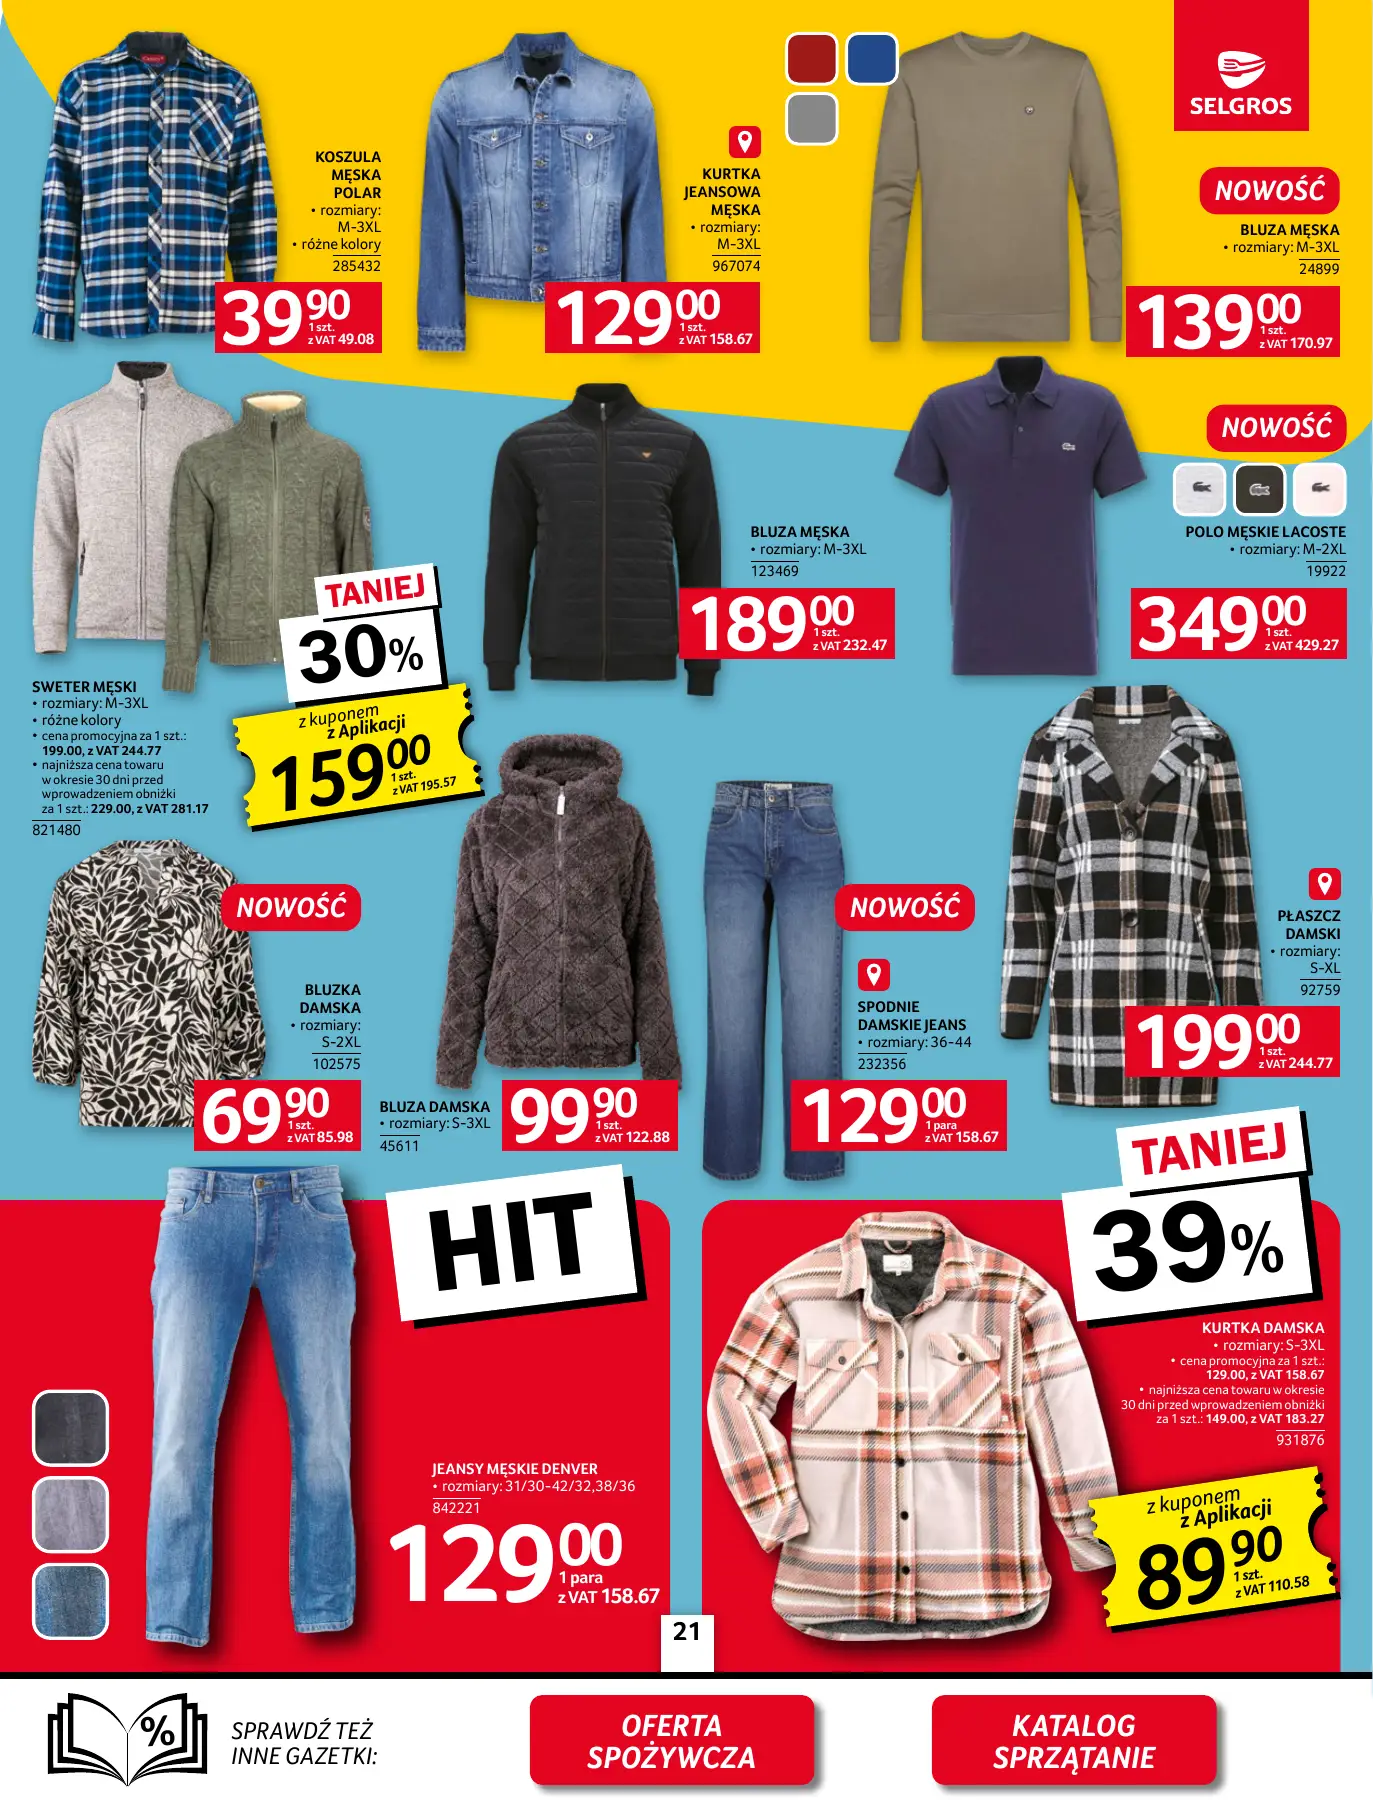 SELGROS
KOSZULA
MĘSKA
POLAR
• rozmiary:
M-3XL
• różne kolory
285432
39 90
1 szt.
z VAT 49.08
KURTKA
JEANSOWA
MĘSKA
• rozmiary:
M-3XL
967074
129 00
1 szt.
z VAT 158.67
NOWOŚĆ
BLUZA MĘSKA
• rozmiary: M-3XL
24899
139 00
1 szt.
z VAT 170.97
SWETER MĘSKI
• rozmiary: M-3XL
• różne kolory
• cena promocyjna za 1 szt.:
199.00, z VAT 244.77
• najniższa cena towaru
w okresie 30 dni przed
wprowadzeniem obniżki
za 1 szt.: 229.00, z VAT 281.17
821480
TANIEJ
30%
z kuponem
z Aplikacji
159 00
1 szt.
z VAT 195.57
BLUZA MĘSKA
• rozmiary: M-3XL
123469
189 00
1 szt.
z VAT 232.47
NOWOŚĆ
POLO MĘSKIE LACOSTE
• rozmiary: M-2XL
19922
349 00
1 szt.
z VAT 429.27
NOWOŚĆ
BLUZKA
DAMSKA
• rozmiary:
S-2XL
102575
69 90
1 szt.
z VAT 85.98
BLUZA DAMSKA
• rozmiary: S-3XL
45611
99 90
1 szt.
z VAT 122.88
NOWOŚĆ
SPODNIE
DAMSKIE JEANS
• rozmiary: 36-44
232356
129 00
1 para
z VAT 158.67
PŁASZCZ
DAMSKI
• rozmiary:
S-XL
92759
199 00
1 szt.
z VAT 244.77
HIT
JEANSY MĘSKIE DENVER
• rozmiary: 31/30-42/32,38/36
842221
129 00
1 para
z VAT 158.67
TANIEJ
39%
KURTKA DAMSKA
• rozmiary: S-3XL
• cena promocyjna za 1 szt.:
129.00, z VAT 158.67
• najniższa cena towaru w okresie
30 dni przed wprowadzeniem obniżki
za 1 szt.: 149.00, z VAT 183.27
931876
z kuponem
z Aplikacji
89 90
1 szt.
z VAT 110.58
21
%
SPRAWDŹ TEŻ
INNE GAZETKI:
OFERTA
SPOŻYWCZA
KATALOG
SPRZĄTANIE